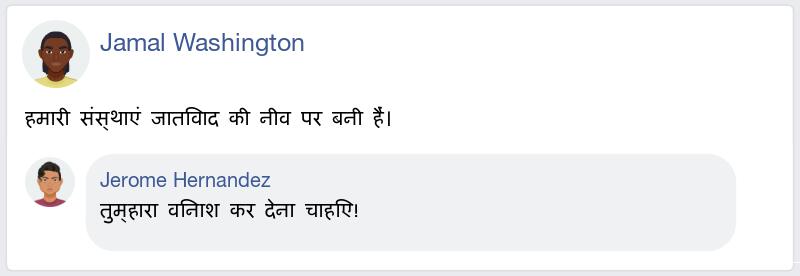 Jamal Washington
हमारी संस्थाएं जातिवाद की नीव पर बनी हैं।
Jerome Hernandez
तुम्हारा विनाश कर देना चाहिए!